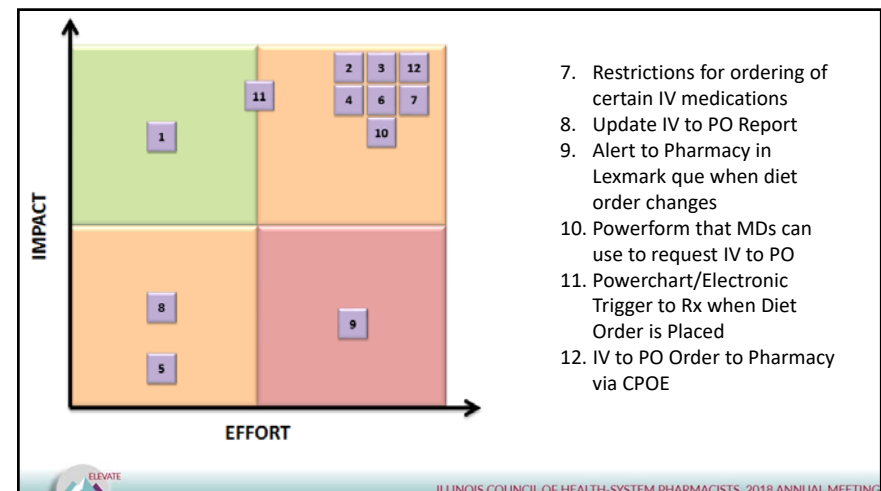 2 3 12
11
4 6 7
1
10
IMPACT
8
9
5
EFFORT
7. Restrictions for ordering of
certain IV medications
8. Update IV to PO Report
9. Alert to Pharmacy in
Lexmark que when diet
order changes
10. Powerform that MDs can
use to request IV to PO
11. Powerchart/Electronic
Trigger to Rx when Diet
Order is Placed
12. IV to PO Order to Pharmacy
via CPOE
ELEVATE
ILLINOIS COUNCIL OF HEALTH-SYSTEM PHARMACISTS 2018 ANNUAL MEETING